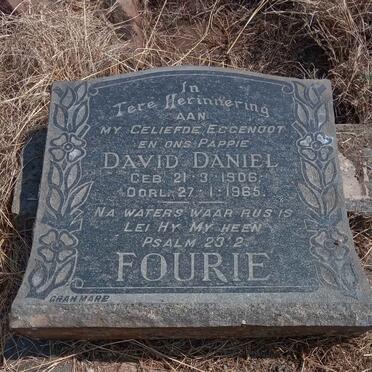 In
Tere Herinnering
AAN
MY GELIEFDE EGGENOOT
EN ONS PAPPIE
DAVID DANIEL
GEB. 21·3·1906.
OORL. 27·1·1965.
NA WATERS WAAR RUS IS
LEI HY MY HEEN
PSALM 23:2.
FOURIE
GRANMARB